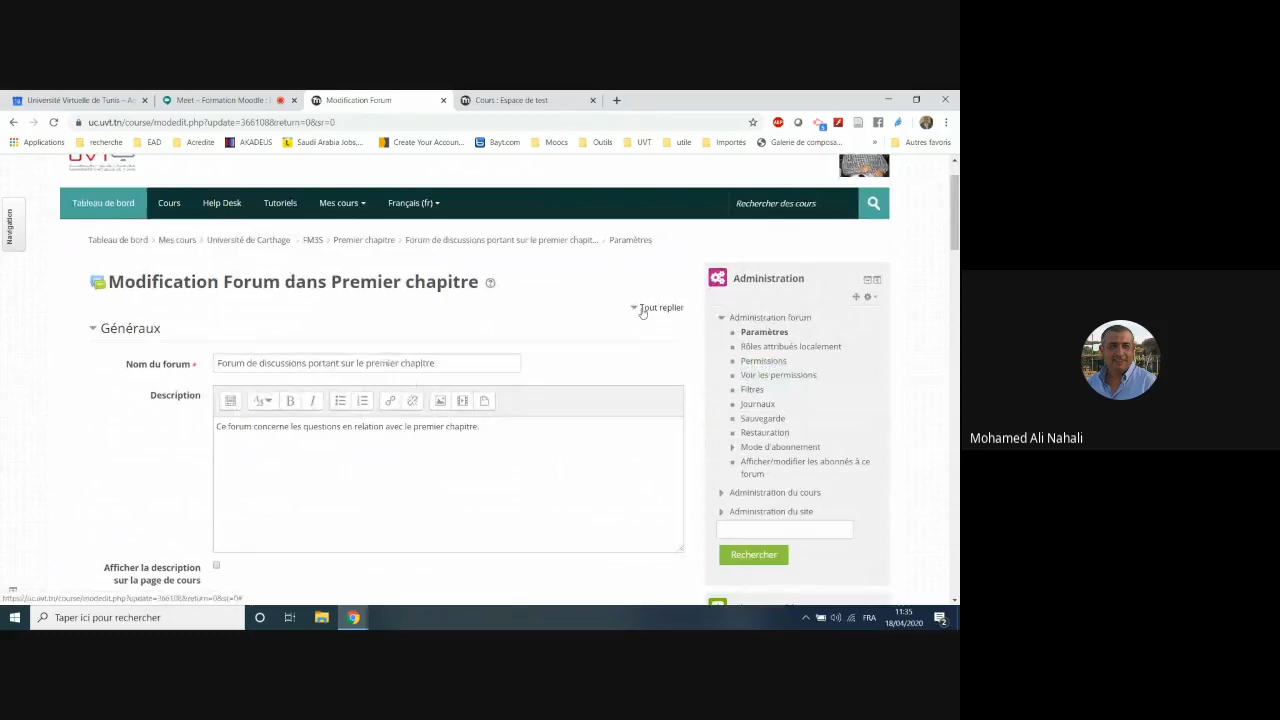 Université Virtuelle de Tunis – Ac
Meet – Formation Moodle :
Modification Forum
Cours : Espace de test
uc.uvt.tn/course/modedit.php?update=366108&return=0&sr=0
Applications
recherche
EAD
Acredite
AKADEUS
Saudi Arabia Jobs,...
Create Your Accoun...
Bayt.com
Moocs
Outils
UVT
utile
Importés
Galerie de composa...
»
Autres favoris
UVT
Tableau de bord
Cours
Help Desk
Tutoriels
Mes cours
Français (fr)
Rechercher des cours
Tableau de bord > Mes cours > Université de Carthage > FM3S > Premier chapitre > Forum de discussions portant sur le premier chapit... > Paramètres
Modification Forum dans Premier chapitre
Tout replier
Généraux
Nom du forum *
Forum de discussions portant sur le premier chapitre
Description
Ce forum concerne les questions en relation avec le premier chapitre.
Afficher la description
sur la page de cours
Navigation
Administration
Administration forum
Paramètres
Rôles attribués localement
Permissions
Voir les permissions
Filtres
Journaux
Sauvegarde
Restauration
Mode d'abonnement
Afficher/modifier les abonnés à ce
forum
Administration du cours
Administration du site
Rechercher
https://uc.uvt.tn/course/modedit.php?update=366108&return=0&sr=0#
Taper ici pour rechercher
FRA
11:35
18/04/2020
2
Mohamed Ali Nahali